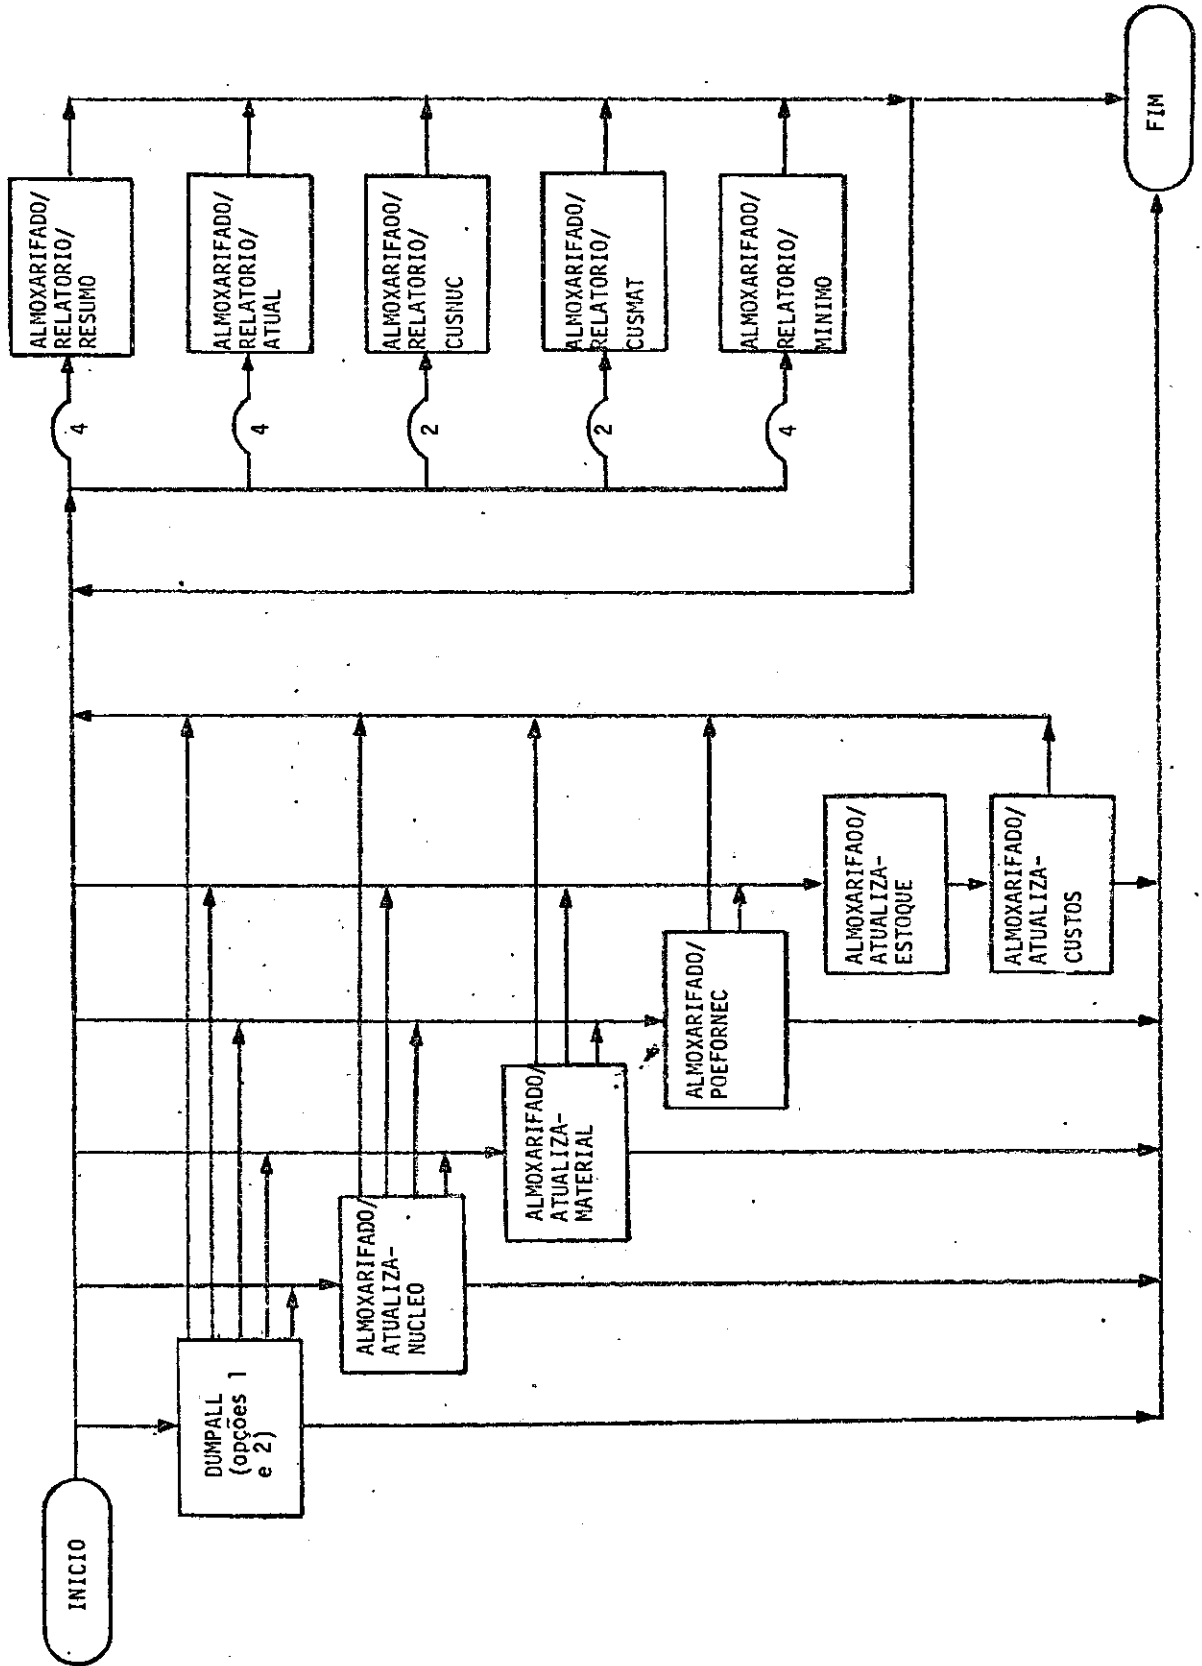 INICIO
DUMPALL
(opções 1
e 2)
ALMOXARIFADO/
ATUALIZA-
NUCLEO
ALMOXARIFADO/
ATUALIZA-
MATERIAL
ALMOXARIFADO/
POEFORNEC
ALMOXARIFADO/
ATUALIZA-
ESTOQUE
ALMOXARIFADO/
ATUALIZA-
CUSTOS
4
ALMOXARIFADO/
RELATORIO/
RESUMO
4
ALMOXARIFADO/
RELATORIO/
ATUAL
2
ALMOXARIFADO/
RELATORIO/
CUSNUC
2
ALMOXARIFADO/
RELATORIO/
CUSMAT
4
ALMOXARIFADO/
RELATORIO/
MINIMO
FIM